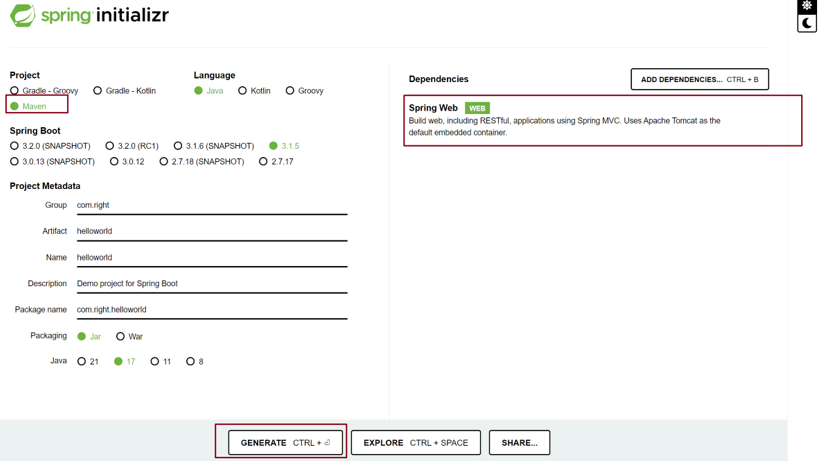 spring initializr
Project
Gradle - Groovy Gradle - Kotlin
Maven
Language
Java Kotlin Groovy
Spring Boot
3.2.0 (SNAPSHOT) 3.2.0 (RC1) 3.1.6 (SNAPSHOT) 3.1.5
3.0.13 (SNAPSHOT) 3.0.12 2.7.18 (SNAPSHOT) 2.7.17
Project Metadata
Group com.right
Artifact helloworld
Name helloworld
Description Demo project for Spring Boot
Package name com.right.helloworld
Packaging Jar War
Java 21 17 11 8
Dependencies
ADD DEPENDENCIES... CTRL + B
Spring Web WEB
Build web, including RESTful, applications using Spring MVC. Uses Apache Tomcat as the
default embedded container.
GENERATE CTRL + ⏎
EXPLORE CTRL + SPACE
SHARE...